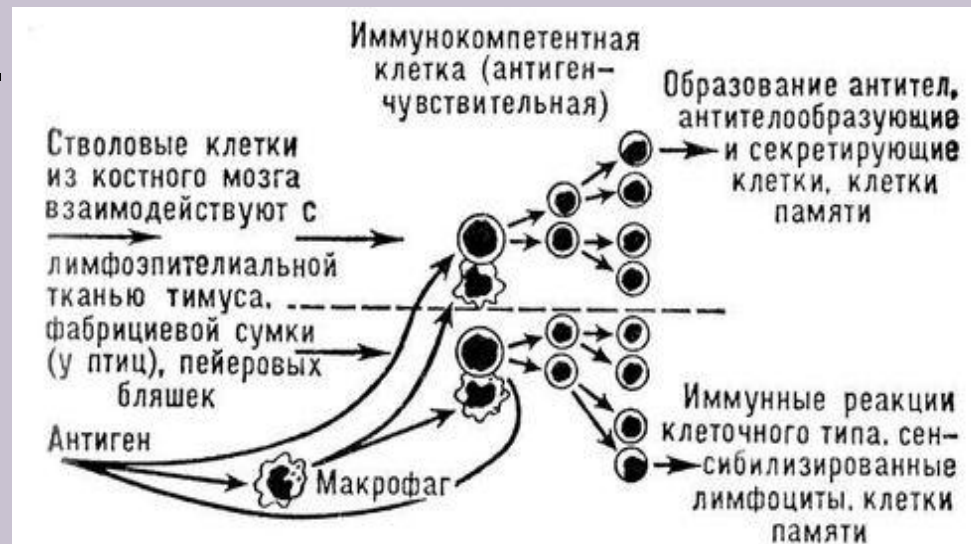 Иммунокомпетентная
клетка (антиген-
чувствительная)
Образование антител,
антителообразующие
и секретирующие
клетки, клетки
памяти
Стволовые клетки
из костного мозга
взаимодействуют с
лимфоэпителиальной
тканью тимуса,
фабрициевой сумки
(у птиц), пейеровых
бляшек
Антиген
Макрофаг
Иммунные реакции
клеточного типа, сен-
сибилизированные
лимфоциты, клетки
памяти